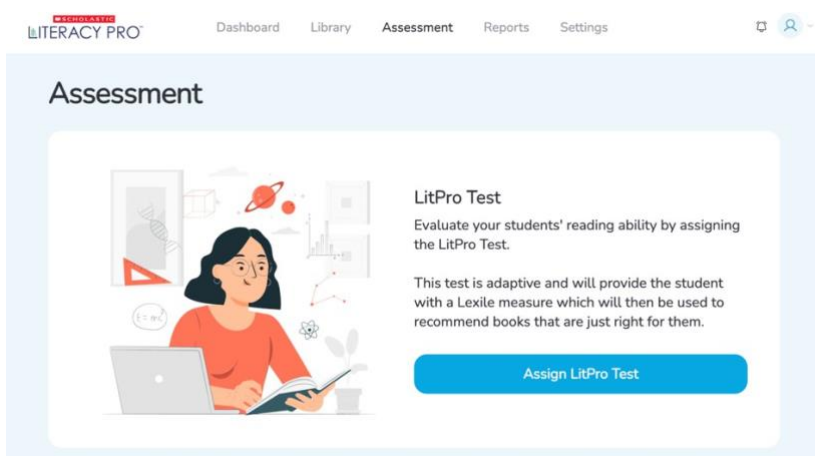 SCHOLASTIC
LITERACY PRO™
Dashboard Library Assessment Reports Settings
Assessment
LitPro Test
Evaluate your students' reading ability by assigning
the LitPro Test.
This test is adaptive and will provide the student
with a Lexile measure which will then be used to
recommend books that are just right for them.
Assign LitPro Test